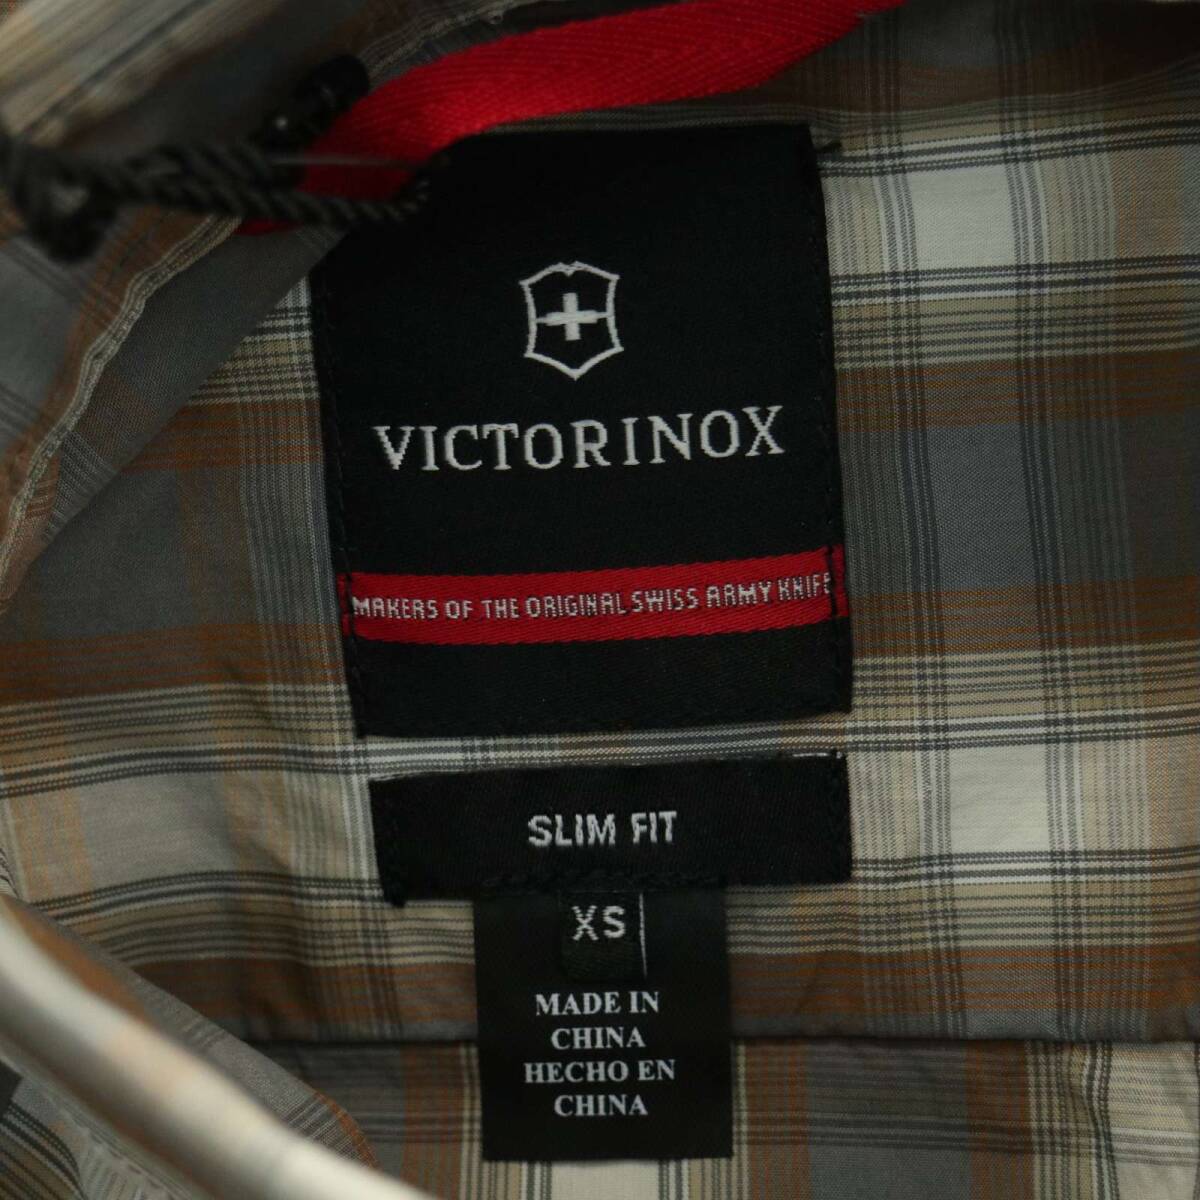 VICTORINOX
MAKERS OF THE ORIGINAL SWISS ARMY KNIFE
SLIM FIT
XS
MADE IN
CHINA
HECHO EN
CHINA